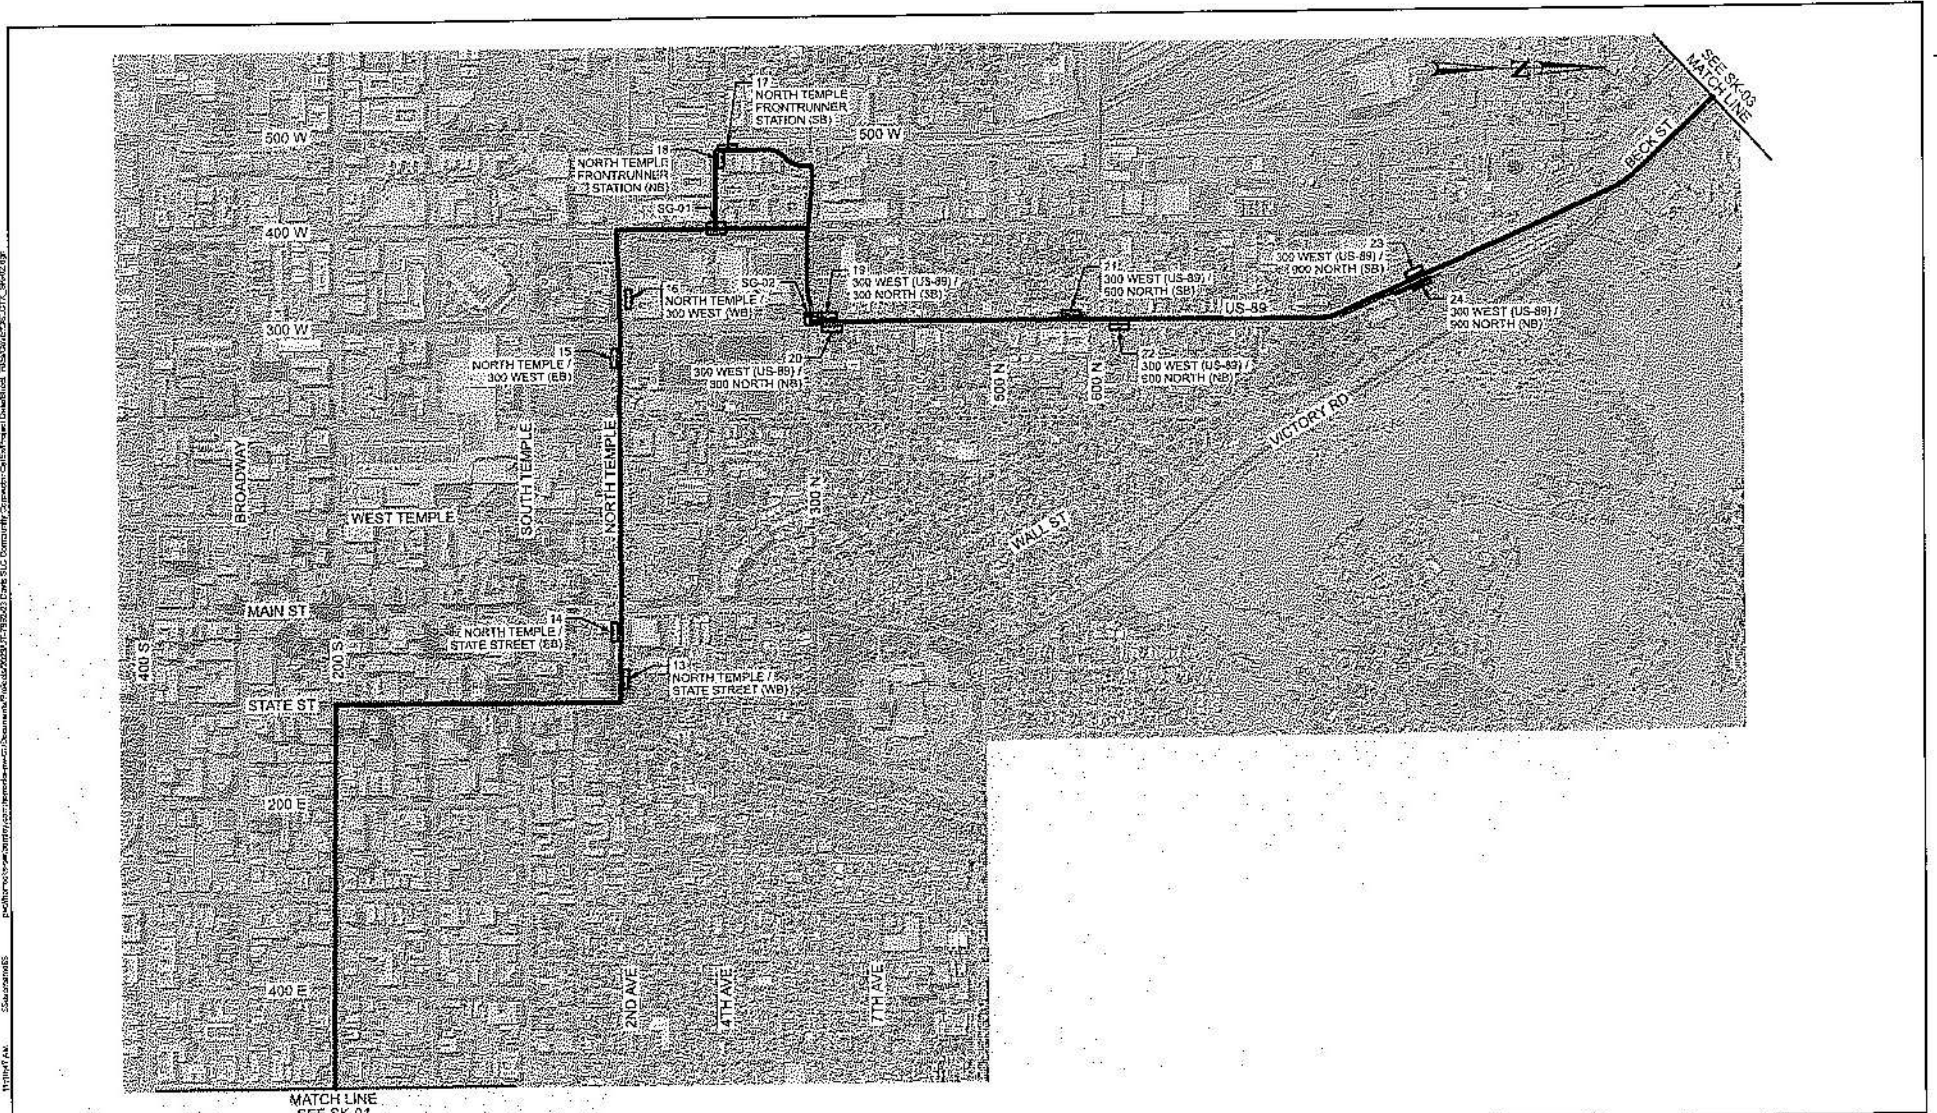 SEE SK-03
MATCH LINE
BECK ST
17
NORTH TEMPLE
FRONTRUNNER
STATION (SB)
500 W
500 W
18
NORTH TEMPLE
FRONTRUNNER
STATION (NB)
SG-01
400 W
23
300 WEST (US-89) /
900 NORTH (SB)
19
300 WEST (US-89) /
300 NORTH (SB)
21
300 WEST (US-89) /
600 NORTH (SB)
SG-02
16
NORTH TEMPLE /
300 WEST (WB)
US-89
24
300 WEST (US-89) /
900 NORTH (NB)
300 W
15
NORTH TEMPLE /
300 WEST (EB)
20
300 WEST (US-89) /
300 NORTH (NB)
22
300 WEST (US-89) /
600 NORTH (NB)
500 N
600 N
VICTORY RD
BROADWAY
SOUTH TEMPLE
NORTH TEMPLE
300 N
WEST TEMPLE
WALL ST
MAIN ST
14
NORTH TEMPLE /
STATE STREET (EB)
400 S
200 S
13
NORTH TEMPLE /
STATE STREET (WB)
STATE ST
200 E
400 E
2ND AVE
4TH AVE
7TH AVE
MATCH LINE
SEE SK-01